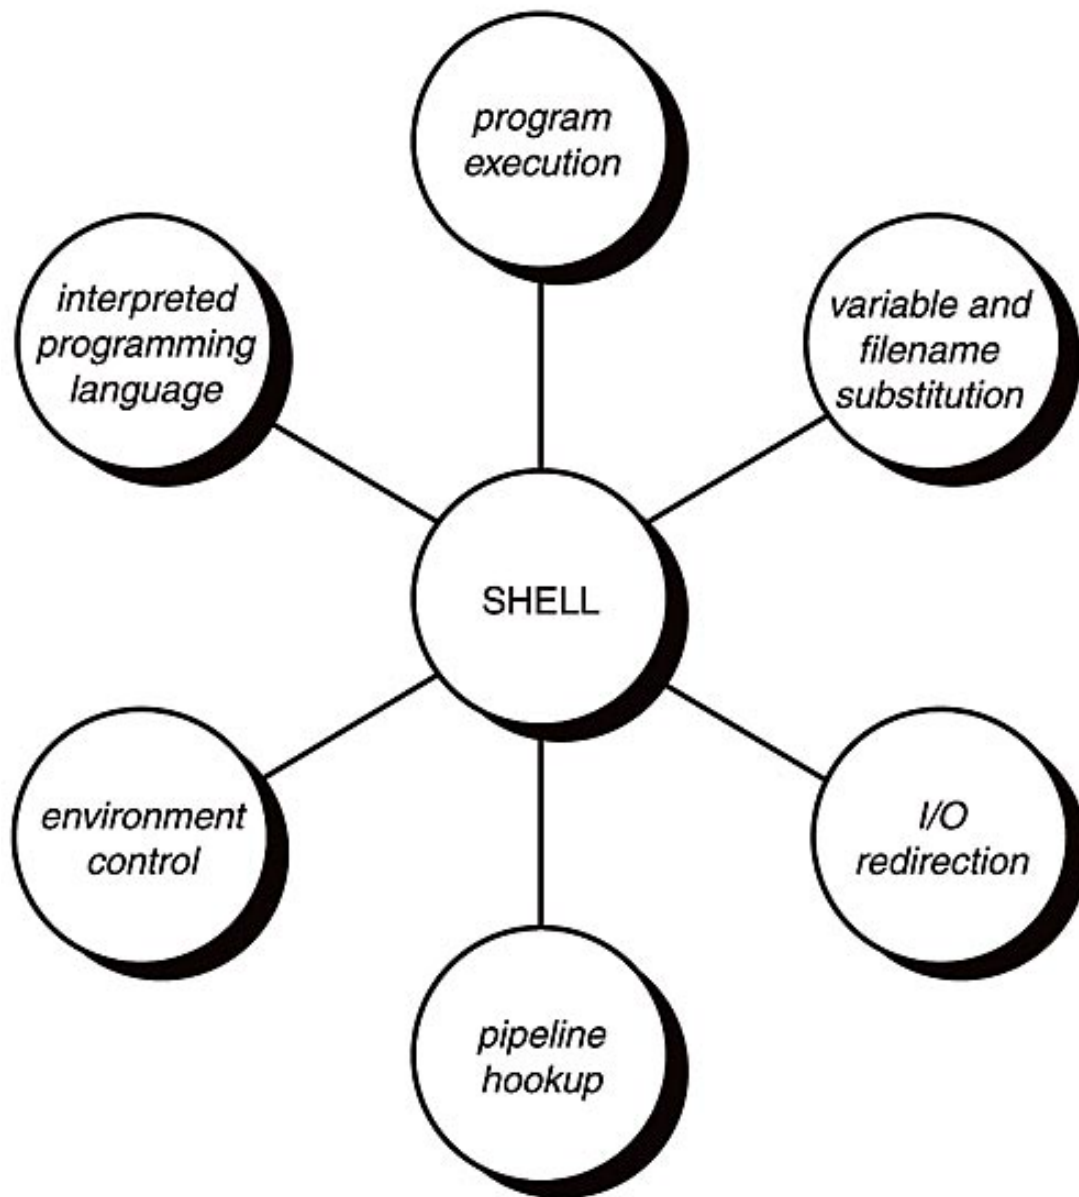 program
execution
interpreted
programming
language
variable and
filename
substitution
SHELL
environment
control
I/O
redirection
pipeline
hookup